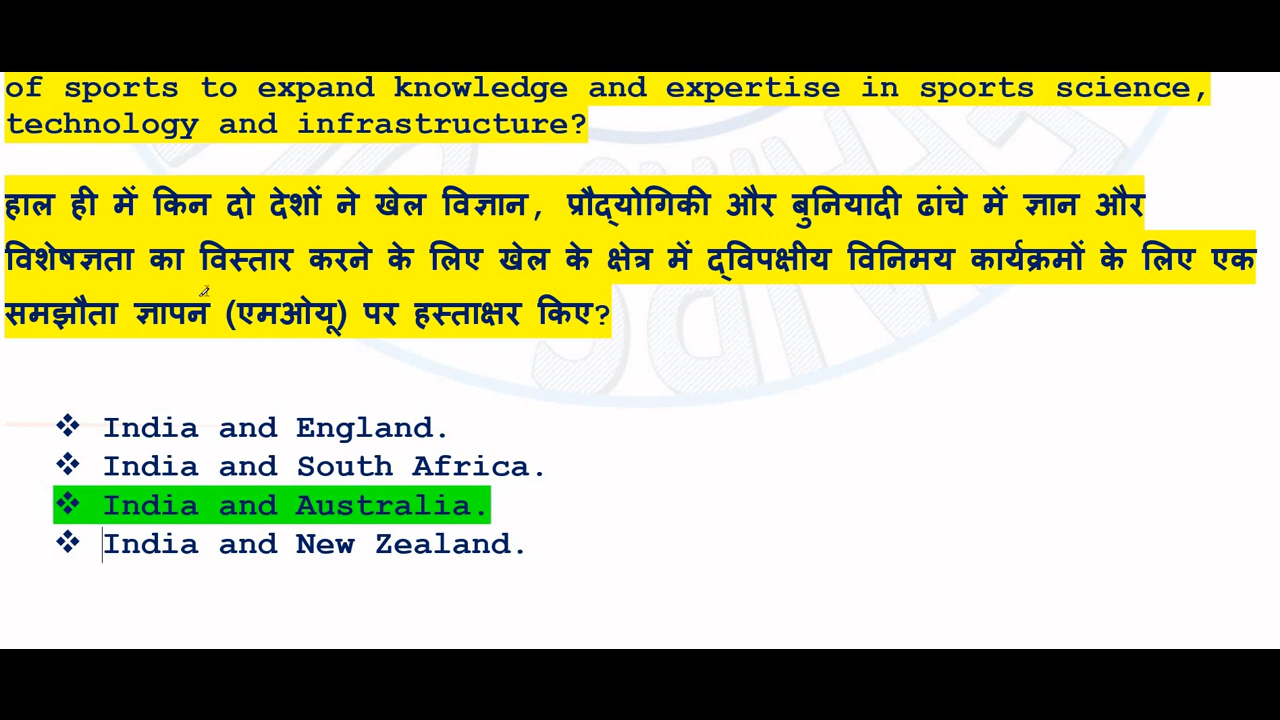 of sports to expand knowledge and expertise in sports science,
technology and infrastructure?
हाल ही में किन दो देशों ने खेल विज्ञान, प्रौद्योगिकी और बुनियादी ढांचे में ज्ञान और
विशेषज्ञता का विस्तार करने के लिए खेल के क्षेत्र में द्विपक्षीय विनिमय कार्यक्रमों के लिए एक
समझौता ज्ञापन (एमओयू) पर हस्ताक्षर किए?
❖ India and England.
❖ India and South Africa.
❖ India and Australia.
❖ India and New Zealand.